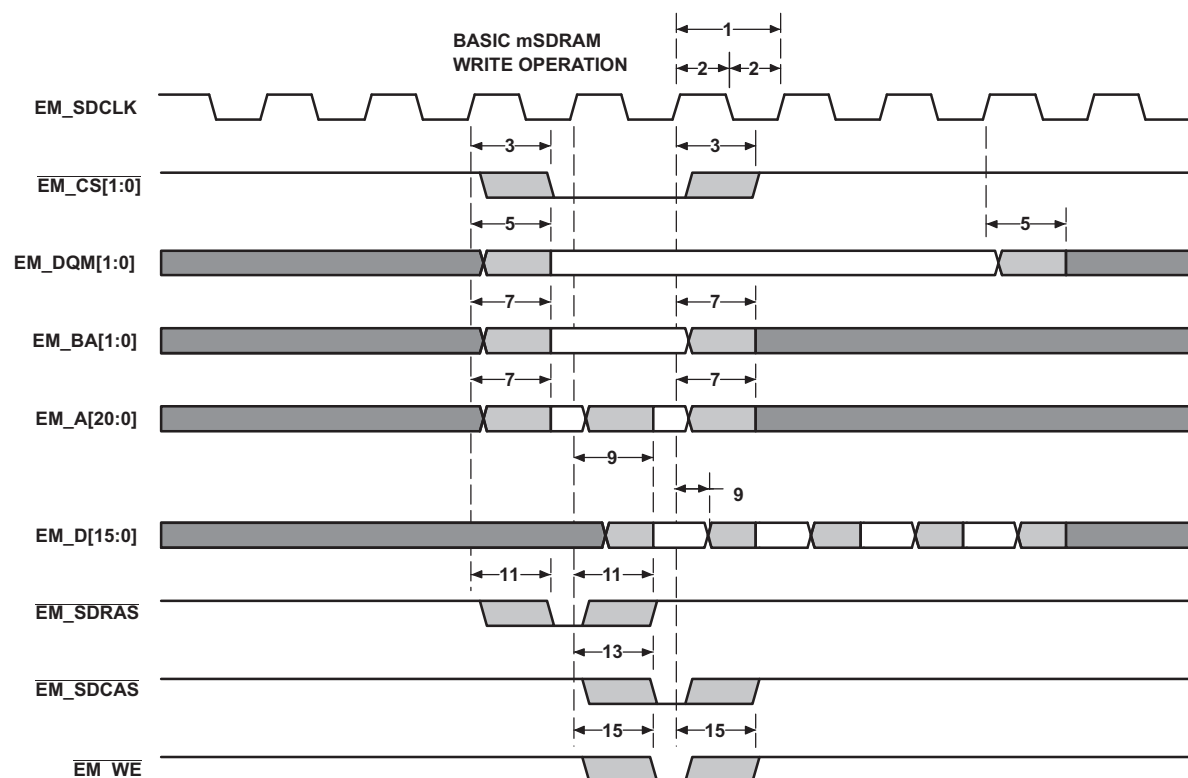 BASIC mSDRAM
WRITE OPERATION
1
2 2
EM_SDCLK
3 3
EM_CS[1:0]
5 5
EM_DQM[1:0]
7 7
EM_BA[1:0]
7 7
EM_A[20:0]
9
9
EM_D[15:0]
11 11
EM_SDRAS
13
EM_SDCAS
15 15
EM_WE